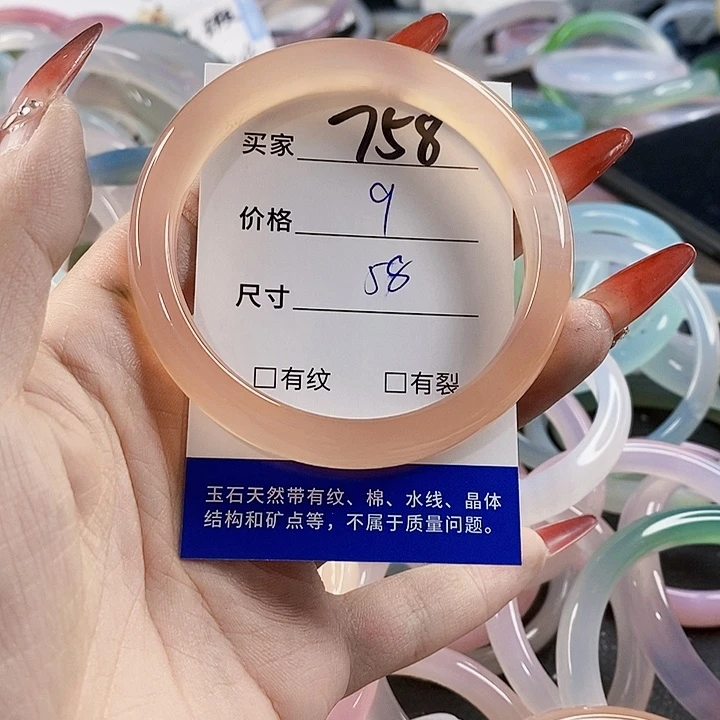 买家 758
价格 9
尺寸 58
□有纹 □有裂
玉石天然带有纹、棉、水线、晶体
结构和矿点等，不属于质量问题。